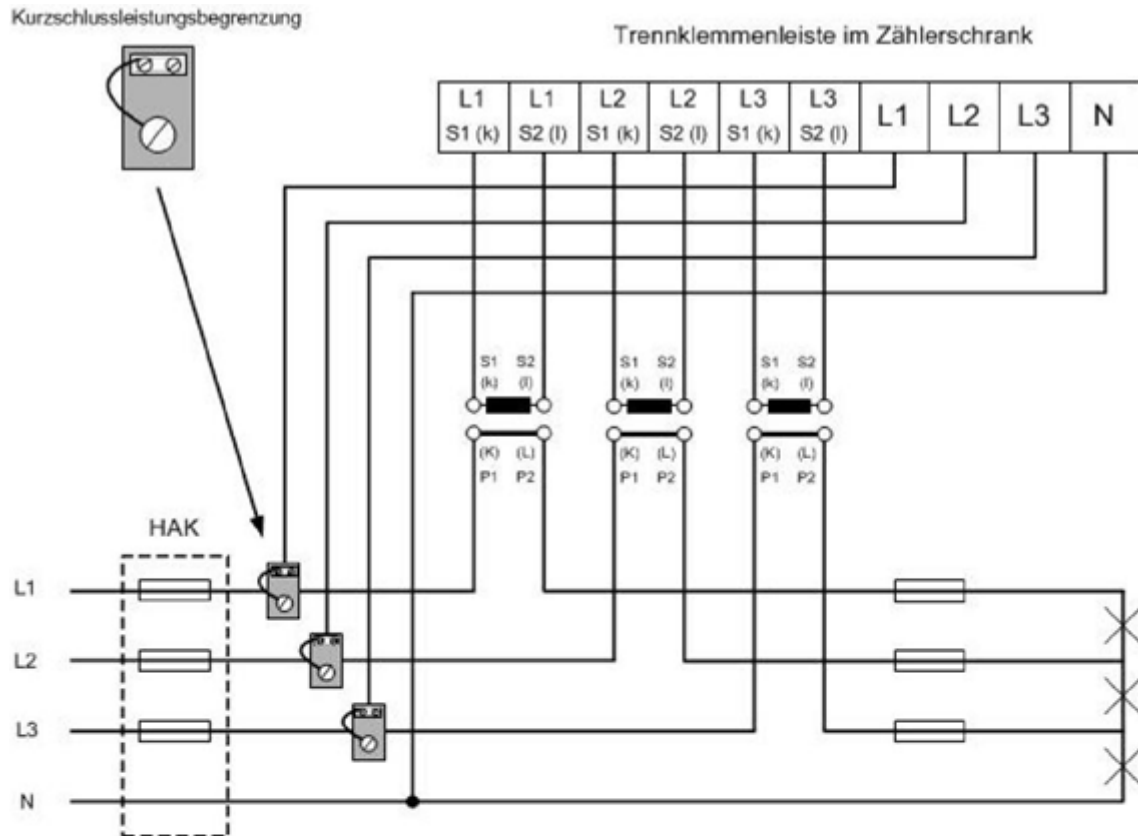 Kurzschlussleistungsbegrenzung
Trennklemmenleiste im Zählerschrank
L1 L1 L2 L2 L3 L3 L1 L2 L3 N
S1 (k) S2 (l) S1 (k) S2 (l) S1 (k) S2 (l)
S1 S2 S1 S2 S1 S2
(k) (l) (k) (l) (k) (l)
(K) (L) (K) (L) (K) (L)
P1 P2 P1 P2 P1 P2
HAK
L1
L2
L3
N